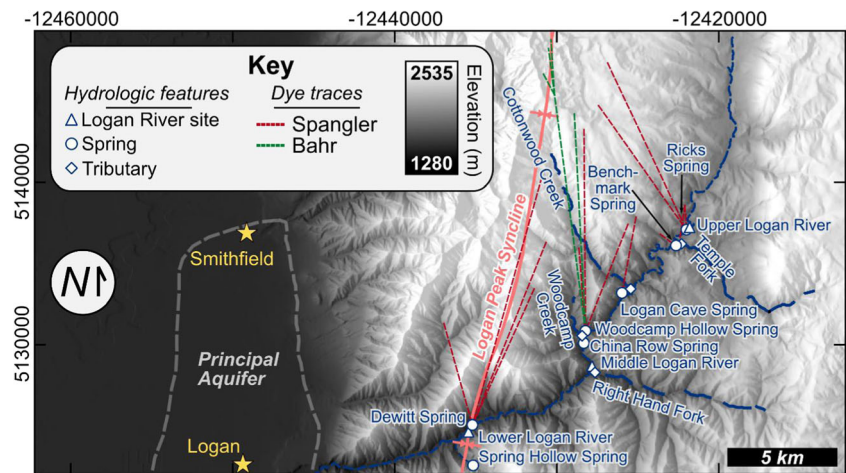 -12460000
-12440000
-12420000
Key
Hydrologic features
Logan River site
Spring
Tributary
Dye traces
Spangler
Bahr
2535
1280
Elevation (m)
5140000
5130000
N
Smithfield
Principal
Aquifer
Logan
Logan Peak Syncline
Cottonwood Creek
Bench-
mark
Spring
Ricks
Spring
Upper Logan River
Temple
Fork
Logan Cave Spring
Woodcamp
Creek
Woodcamp Hollow Spring
China Row Spring
Middle Logan River
Right Hand Fork
Dewitt Spring
Lower Logan River
Spring Hollow Spring
5 km